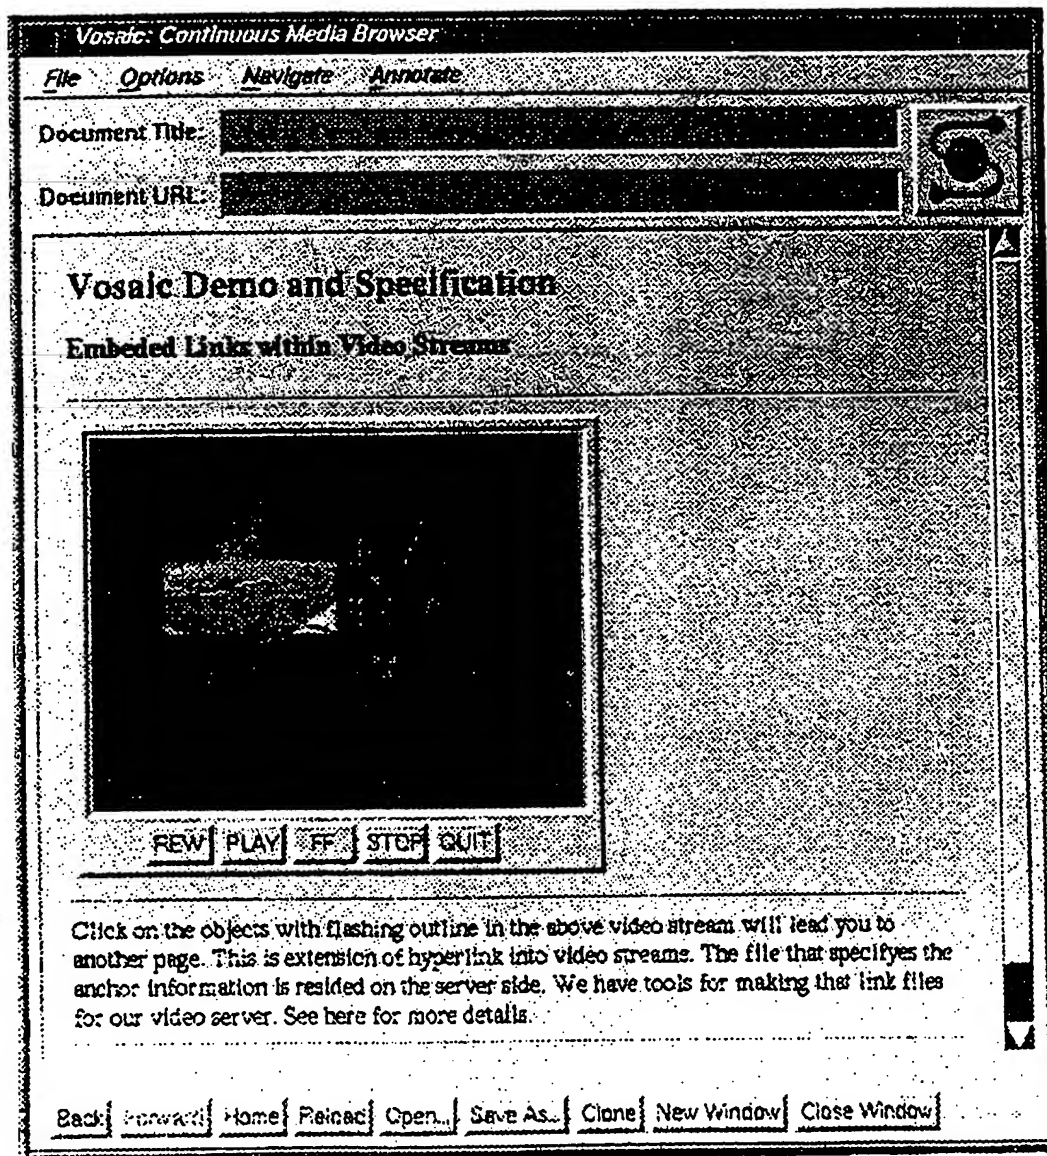 Vosaic: Continuous Media Browser
File Options Navigate Annotate
Document Title:
Document URL:
Vosaic Demo and Specification
Embeded Links within Video Streams
REW PLAY FF STOP QUIT
Click on the objects with flashing outline in the above video stream will lead you to
another page. This is extension of hyperlink into video streams. The file that specifyes the
anchor information is resided on the server side. We have tools for making that link files
for our video server. See here for more details.
Back Forward Home Reload Open... Save As... Clone New Window Close Window